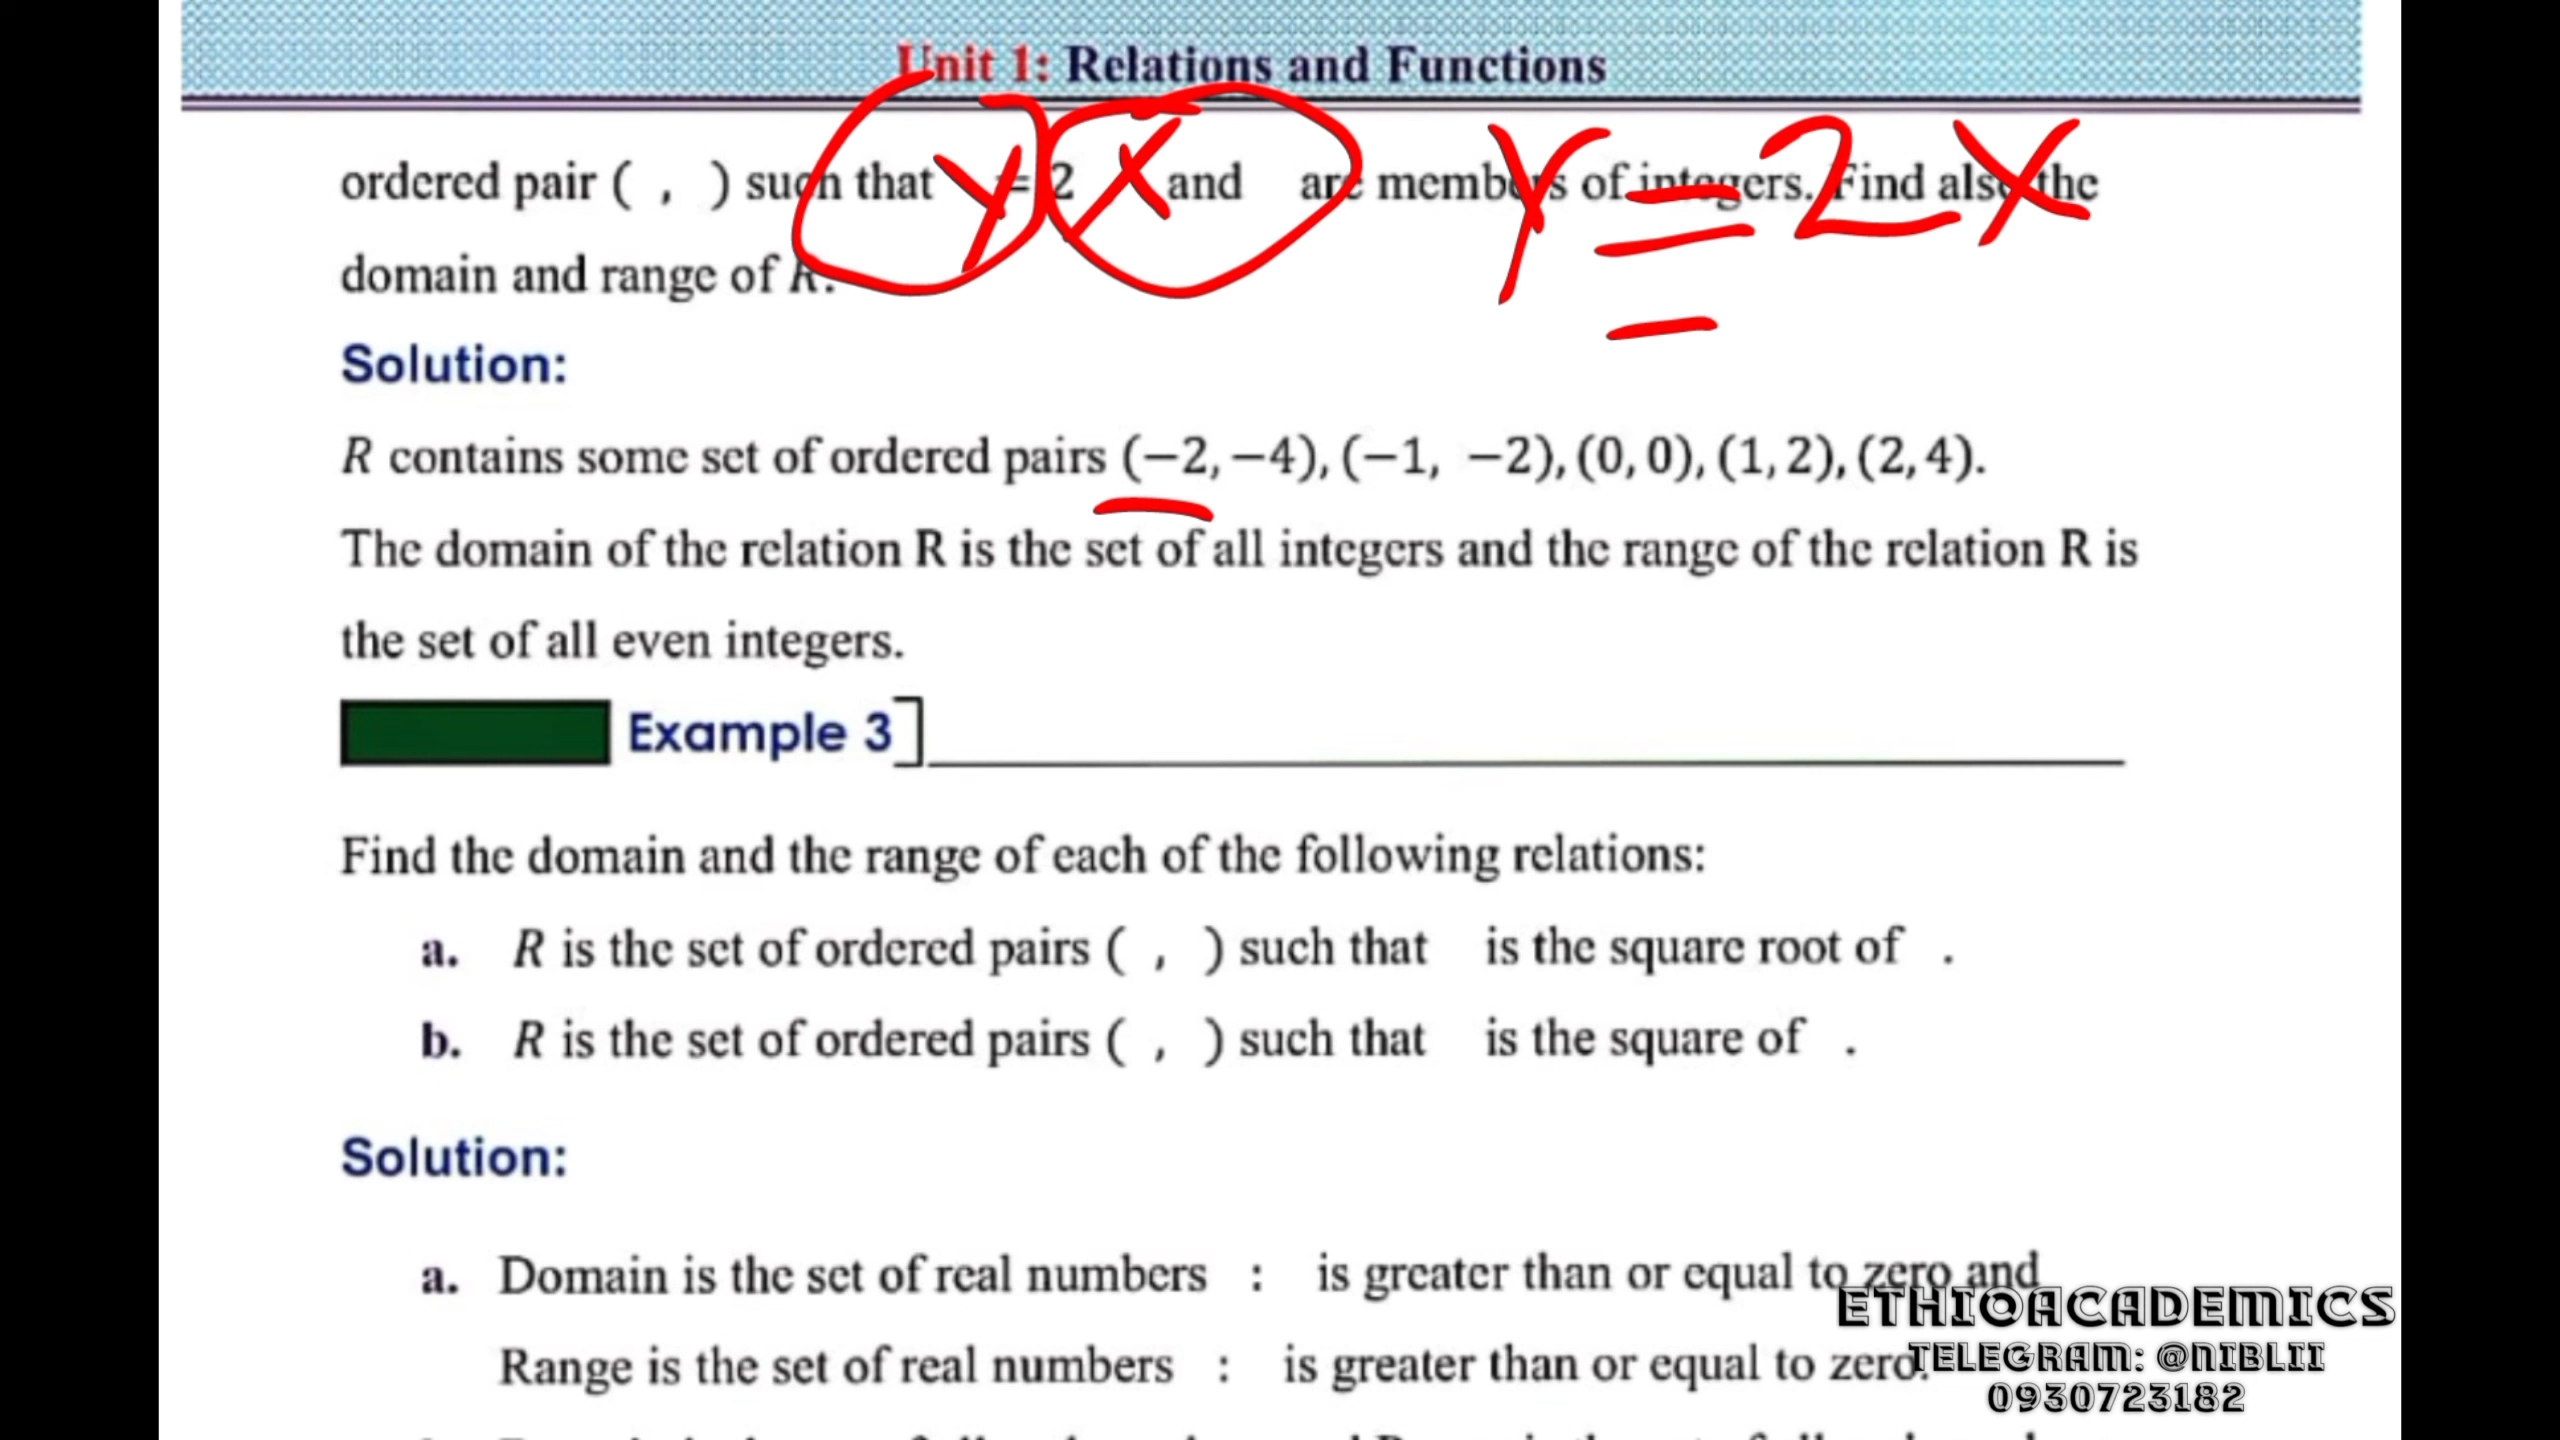 Unit 1: Relations and Functions
ordered pair ( , ) such that y = 2 x and are members of integers. Find also the
y = 2x
domain and range of R.
Solution:
R contains some set of ordered pairs (−2, −4), (−1, −2), (0, 0), (1, 2), (2, 4).
The domain of the relation R is the set of all integers and the range of the relation R is
the set of all even integers.
Example 3
Find the domain and the range of each of the following relations:
a. R is the set of ordered pairs ( , ) such that is the square root of .
b. R is the set of ordered pairs ( , ) such that is the square of .
Solution:
a. Domain is the set of real numbers : is greater than or equal to zero and
Range is the set of real numbers : is greater than or equal to zero.
ETHIOACADEMICS
TELEGRAM: @NIBLII
0930723182